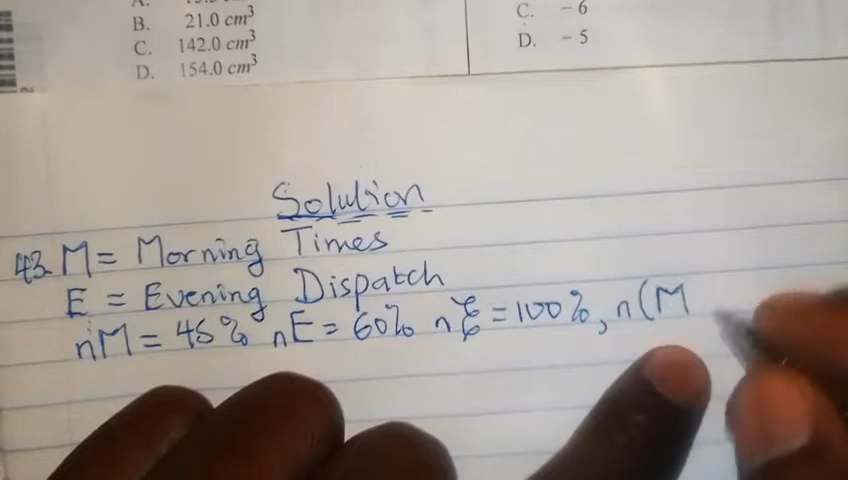 B. 21.0 cm³
C. 142.0 cm³
D. 154.0 cm³
C. - 6
D. - 5
Solution
43. M = Morning Times
E = Evening Dispatch
nM = 45% nE = 60% nξ = 100%, n(M